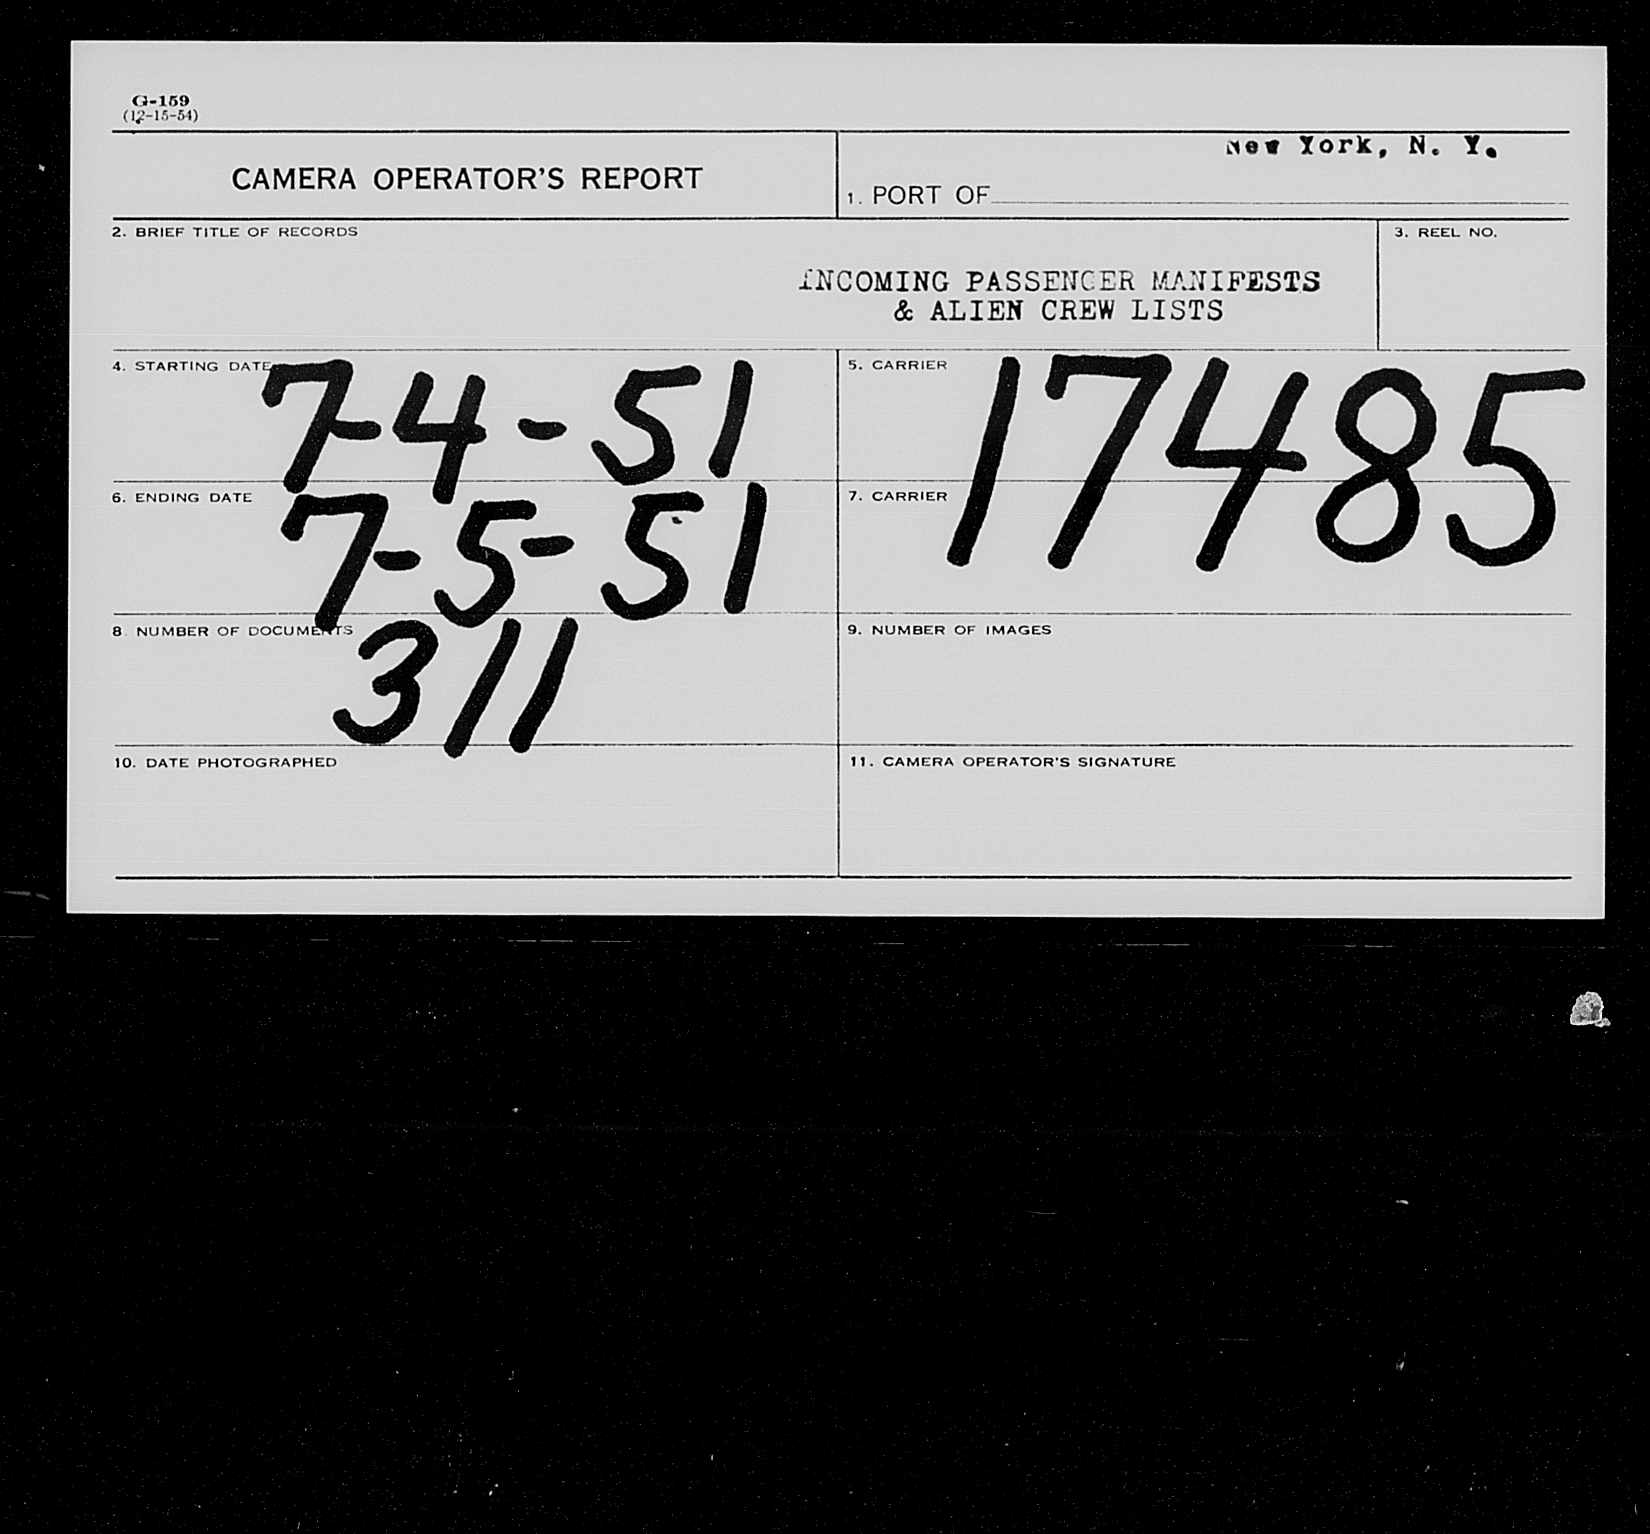 G-159
(12-15-54)
CAMERA OPERATOR'S REPORT
New York, N. Y.
1. PORT OF
2. BRIEF TITLE OF RECORDS
3. REEL NO.
INCOMING PASSENGER MANIFESTS
& ALIEN CREW LISTS
4. STARTING DATE
7-4-51
5. CARRIER
17485
6. ENDING DATE
7-5-51
7. CARRIER
8. NUMBER OF DOCUMENTS
311
9. NUMBER OF IMAGES
10. DATE PHOTOGRAPHED
11. CAMERA OPERATOR'S SIGNATURE